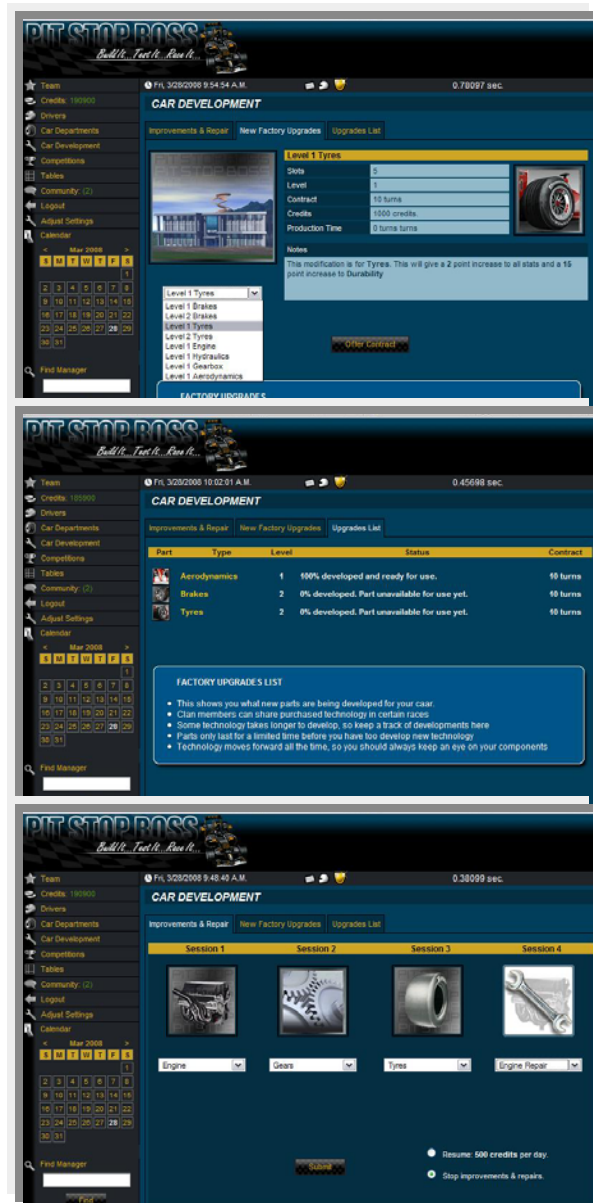 PIT STOP BOSS
Build It... Test It... Race It...
Team
Credits: 190900
Drivers
Car Departments
Car Development
Competitions
Tables
Community: (2)
Logout
Adjust Settings
Calendar
< Mar 2008 >
S M T W T F S
1
2 3 4 5 6 7 8
9 10 11 12 13 14 15
16 17 18 19 20 21 22
23 24 25 26 27 28 29
30 31
Find Manager
Fri, 3/28/2008 9:54:54 A.M.
0.78097 sec.
CAR DEVELOPMENT
Improvements & Repair New Factory Upgrades Upgrades List
Level 1 Tyres
Slots 5
Level 1
Contract 10 turns
Credits 1000 credits.
Production Time 0 turns turns
Notes
This modification is for Tyres. This will give a 2 point increase to all stats and a 15
point increase to Durability
Level 1 Tyres
Level 1 Brakes
Level 2 Brakes
Level 1 Tyres
Level 2 Tyres
Level 1 Engine
Level 1 Hydraulics
Level 1 Gearbox
Level 1 Aerodynamics
Offer Contract
FACTORY UPGRADES
PIT STOP BOSS
Build It... Test It... Race It...
Team
Credits: 185900
Drivers
Car Departments
Car Development
Competitions
Tables
Community: (2)
Logout
Adjust Settings
Calendar
< Mar 2008 >
S M T W T F S
1
2 3 4 5 6 7 8
9 10 11 12 13 14 15
16 17 18 19 20 21 22
23 24 25 26 27 28 29
30 31
Find Manager
Fri, 3/28/2008 10:02:01 A.M.
0.45698 sec.
CAR DEVELOPMENT
Improvements & Repair New Factory Upgrades Upgrades List
Part Type Level Status Contract
Aerodynamics 1 100% developed and ready for use. 10 turns
Brakes 2 0% developed. Part unavailable for use yet. 10 turns
Tyres 2 0% developed. Part unavailable for use yet. 10 turns
FACTORY UPGRADES LIST
• This shows you what new parts are being developed for your caar.
• Clan members can share purchased technology in certain races
• Some technology takes longer to develop, so keep a track of developments here
• Parts only last for a limited time before you have too develop new technology
• Technology moves forward all the time, so you should always keep an eye on your components
PIT STOP BOSS
Build It... Test It... Race It...
Team
Credits: 190900
Drivers
Car Departments
Car Development
Competitions
Tables
Community: (2)
Logout
Adjust Settings
Calendar
< Mar 2008 >
S M T W T F S
1
2 3 4 5 6 7 8
9 10 11 12 13 14 15
16 17 18 19 20 21 22
23 24 25 26 27 28 29
30 31
Find Manager
Find
Fri, 3/28/2008 9:48:40 A.M.
0.38099 sec.
CAR DEVELOPMENT
Improvements & Repair New Factory Upgrades Upgrades List
Session 1 Session 2 Session 3 Session 4
Engine Gears Tyres Engine Repair
Submit
Resume: 500 credits per day.
Stop improvements & repairs.